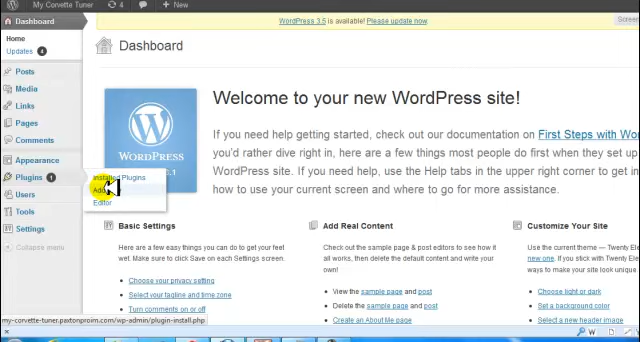 My Corvette Tuner 4 + New
Dashboard
WordPress 3.5 is available! Please update now.
Screen
Home
Updates 4
Dashboard
Posts
Media
Links
Pages
Comments
Appearance
Plugins 1
Installed Plugins
Add
Editor
Users
Tools
Settings
Collapse menu
WORDPRESS
Welcome to your new WordPress site!
If you need help getting started, check out our documentation on First Steps with Wor
you'd rather dive right in, here are a few things most people do first when they set up
WordPress site. If you need help, use the Help tabs in the upper right corner to get in
how to use your current screen and where to go for more assistance.
Basic Settings
Here are a few easy things you can do to get your feet
wet. Make sure to click Save on each Settings screen.
Choose your privacy setting
Select your tagline and time zone
Turn comments on or off
Add Real Content
Check out the sample page & post editors to see how it
all works, then delete the default content and write your
own!
View the sample page and post
Delete the sample page and post
Create an About Me page
Customize Your Site
Use the current theme — Twenty Ele
new one. If you stick with Twenty Ele
ways to make your site look unique
Choose light or dark
Set a background color
Select a new header image
my-corvette-tuner.paxtonproim.com/wp-admin/plugin-install.php